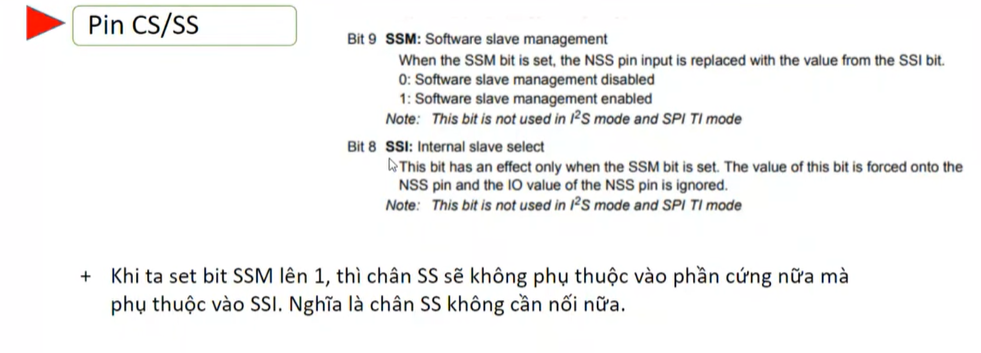 Pin CS/SS
Bit 9 SSM: Software slave management
When the SSM bit is set, the NSS pin input is replaced with the value from the SSI bit.
0: Software slave management disabled
1: Software slave management enabled
Note: This bit is not used in I²S mode and SPI TI mode
Bit 8 SSI: Internal slave select
This bit has an effect only when the SSM bit is set. The value of this bit is forced onto the
NSS pin and the IO value of the NSS pin is ignored.
Note: This bit is not used in I²S mode and SPI TI mode
+ Khi ta set bit SSM lên 1, thì chân SS sẽ không phụ thuộc vào phần cứng nữa mà
phụ thuộc vào SSI. Nghĩa là chân SS không cần nối nữa.